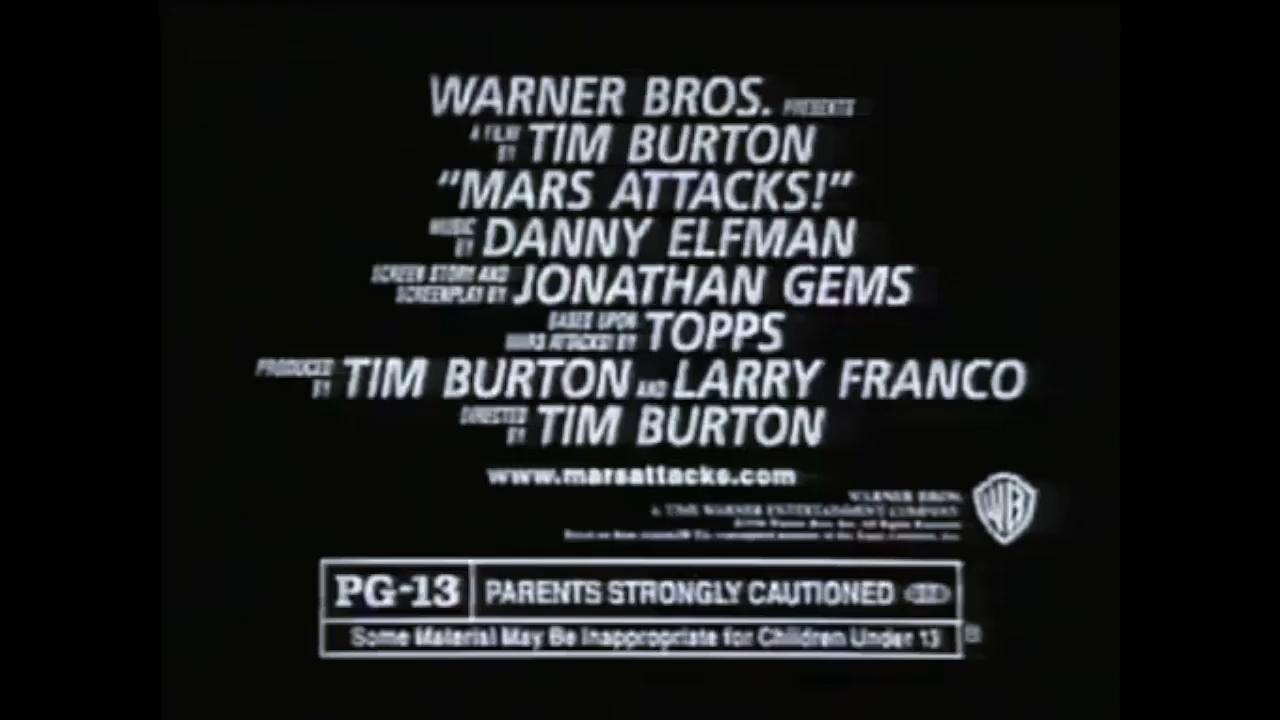 WARNER BROS. PRESENTS
A FILM BY TIM BURTON
"MARS ATTACKS!"
MUSIC BY DANNY ELFMAN
SCREEN STORY AND SCREENPLAY BY JONATHAN GEMS
BASED UPON MARS ATTACKS! BY TOPPS
PRODUCED BY TIM BURTON AND LARRY FRANCO
DIRECTED BY TIM BURTON
www.marsattacks.com
WARNER BROS.
A TIME WARNER ENTERTAINMENT COMPANY
WB
PG-13 PARENTS STRONGLY CAUTIONED
Some Material May Be Inappropriate for Children Under 13 ®